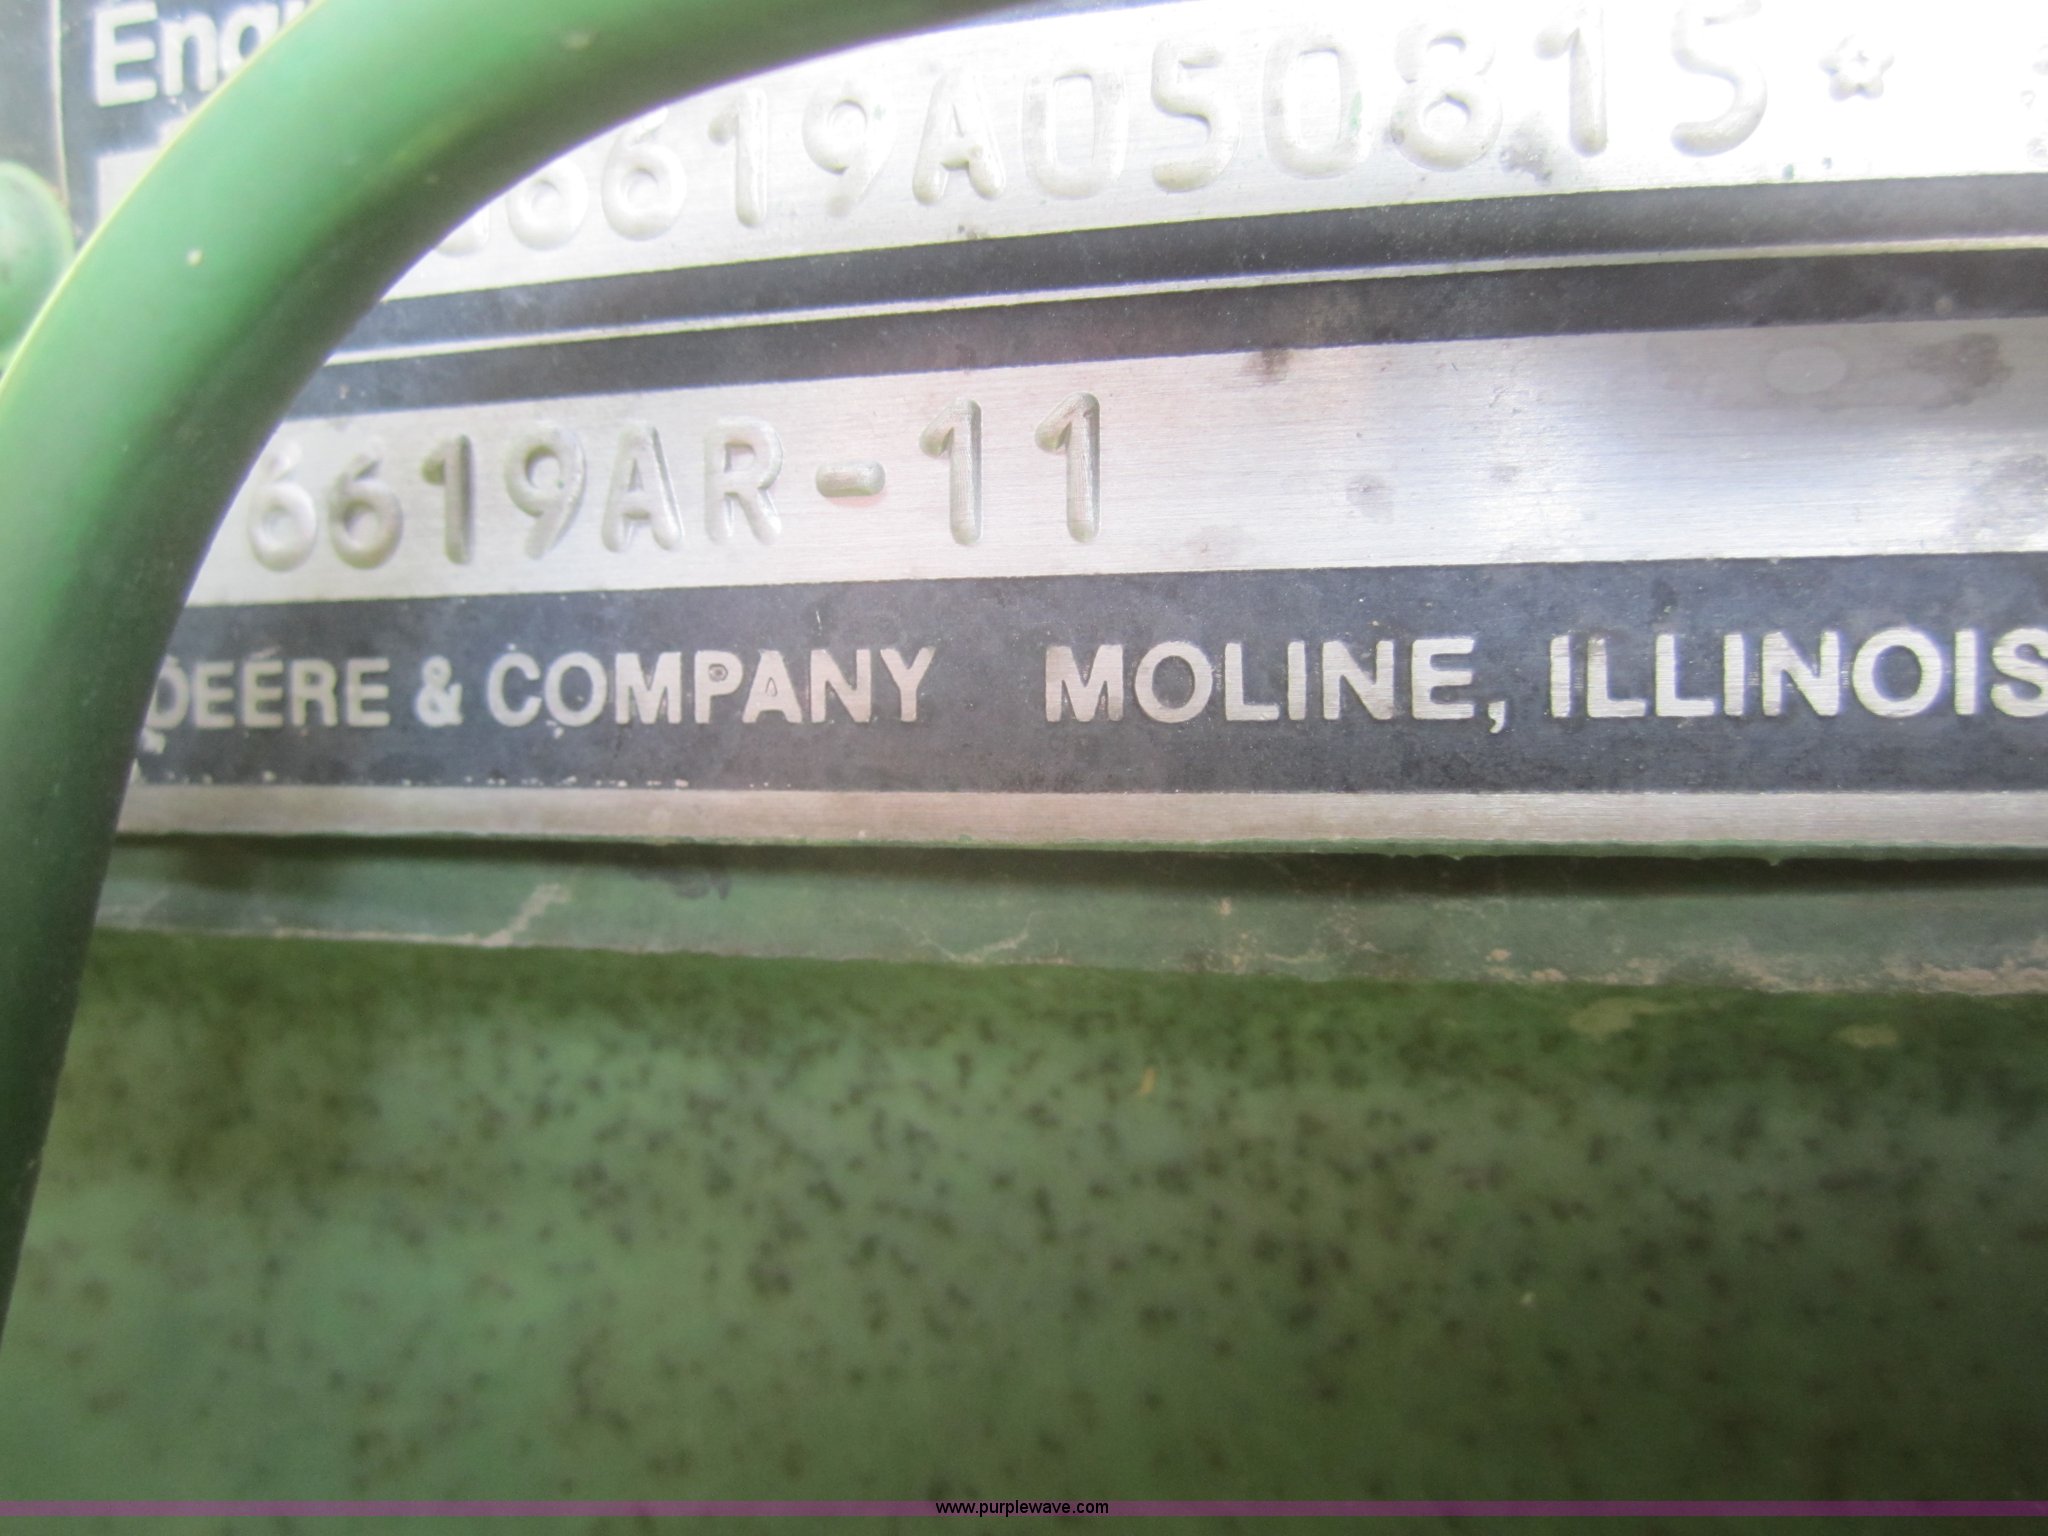 Eng
6619A050815*
6619AR-11
DEERE & COMPANY MOLINE, ILLINOIS
www.purplewave.com